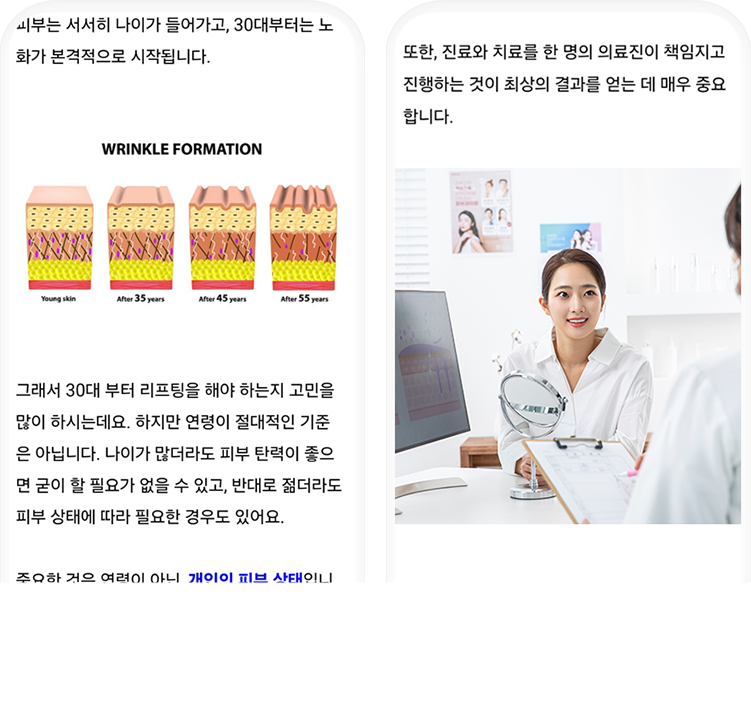 피부는 서서히 나이가 들어가고, 30대부터는 노
화가 본격적으로 시작됩니다.
WRINKLE FORMATION
Young skin
After 35 years
After 45 years
After 55 years
그래서 30대 부터 리프팅을 해야 하는지 고민을
많이 하시는데요. 하지만 연령이 절대적인 기준
은 아닙니다. 나이가 많더라도 피부 탄력이 좋으
면 굳이 할 필요가 없을 수 있고, 반대로 젊더라도
피부 상태에 따라 필요한 경우도 있어요.
중요한 것은 연령이 아닌, 개인의 피부 상태입니
또한, 진료와 치료를 한 명의 의료진이 책임지고
진행하는 것이 최상의 결과를 얻는 데 매우 중요
합니다.